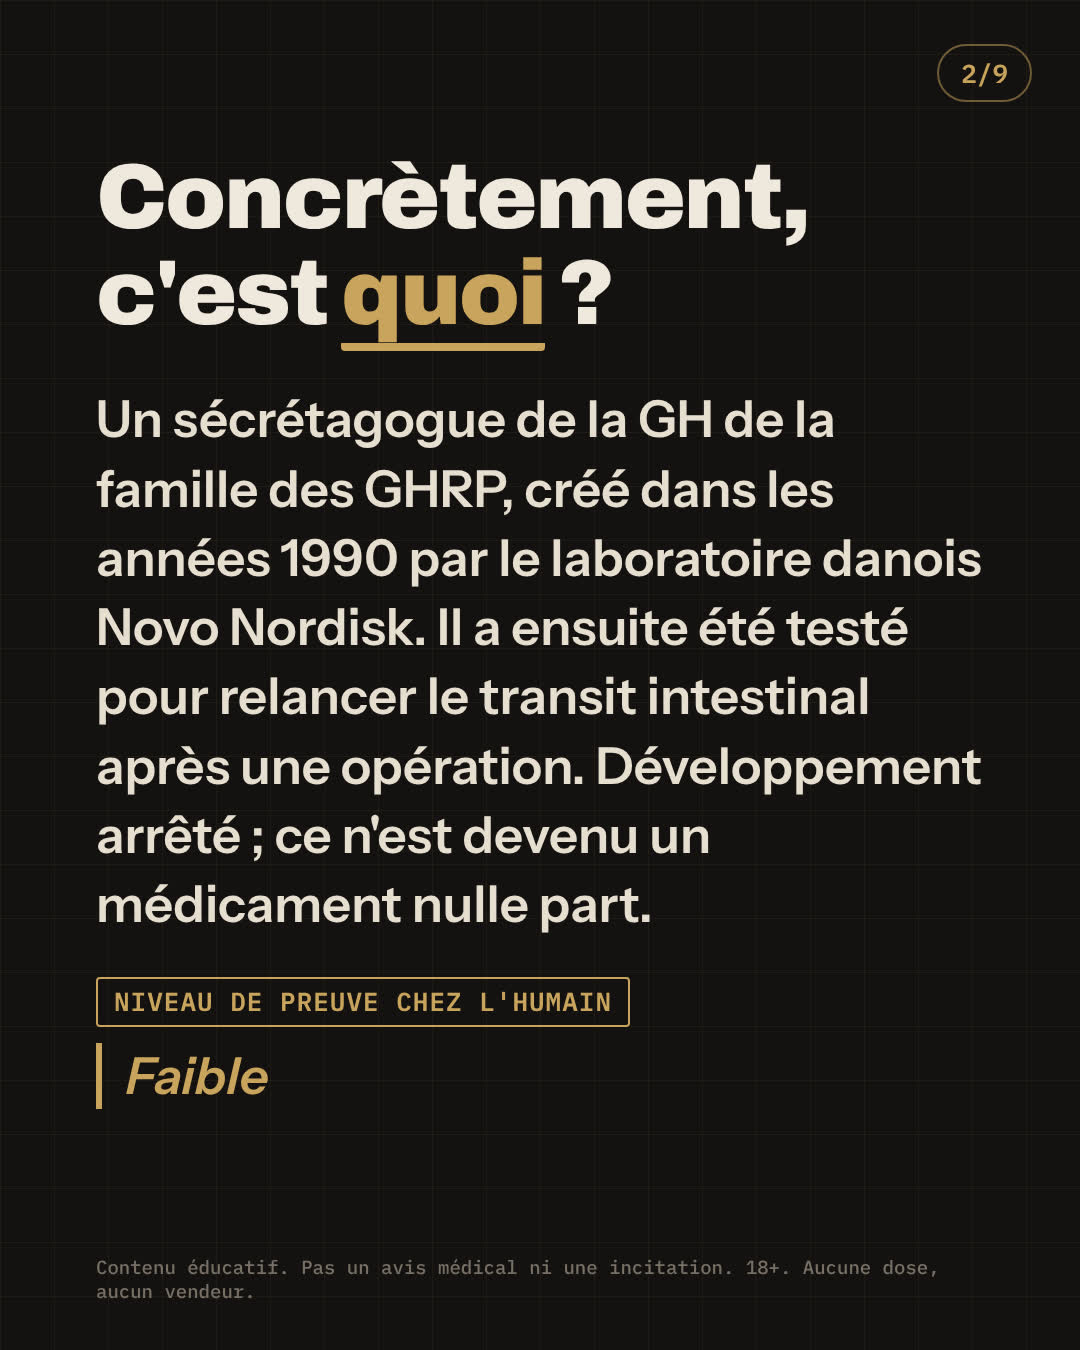 2/9
Concrètement,
c'est quoi ?
Un sécrétagogue de la GH de la
famille des GHRP, créé dans les
années 1990 par le laboratoire danois
Novo Nordisk. Il a ensuite été testé
pour relancer le transit intestinal
après une opération. Développement
arrêté ; ce n'est devenu un
médicament nulle part.
NIVEAU DE PREUVE CHEZ L'HUMAIN
Faible
Contenu éducatif. Pas un avis médical ni une incitation. 18+. Aucune dose,
aucun vendeur.